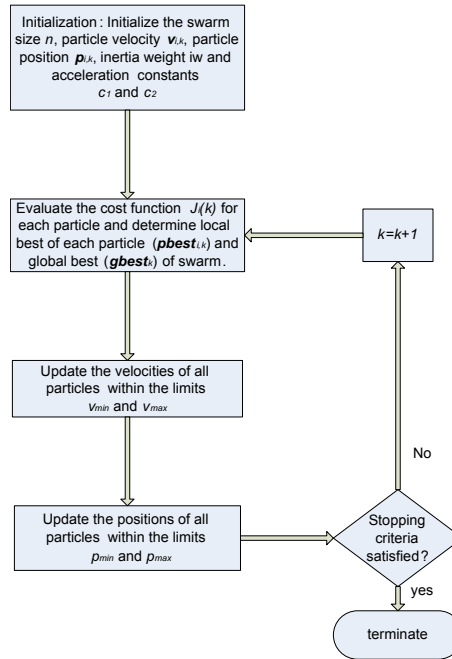 Initialization : Initialize the swarm
size n, particle velocity vi,k, particle
position pi,k, inertia weight iw and
acceleration constants
c1 and c2
Evaluate the cost function Ji(k) for
each particle and determine local
best of each particle (pbesti,k) and
global best (gbestk) of swarm.
k=k+1
Update the velocities of all
particles within the limits
vmin and vmax
No
Update the positions of all
particles within the limits
pmin and pmax
Stopping
criteria
satisfied?
yes
terminate